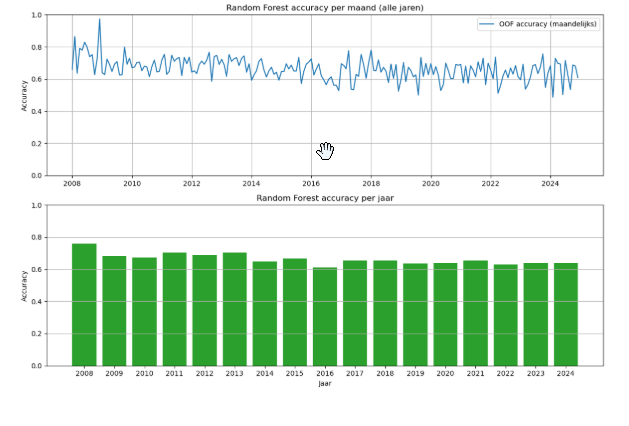 Random Forest accuracy per maand (alle jaren)
OOF accuracy (maandelijks)
Accuracy
1.0
0.8
0.6
0.4
0.2
0.0
2008 2010 2012 2014 2016 2018 2020 2022 2024
Random Forest accuracy per jaar
Accuracy
1.0
0.8
0.6
0.4
0.2
0.0
2008 2009 2010 2011 2012 2013 2014 2015 2016 2017 2018 2019 2020 2021 2022 2023 2024
Jaar